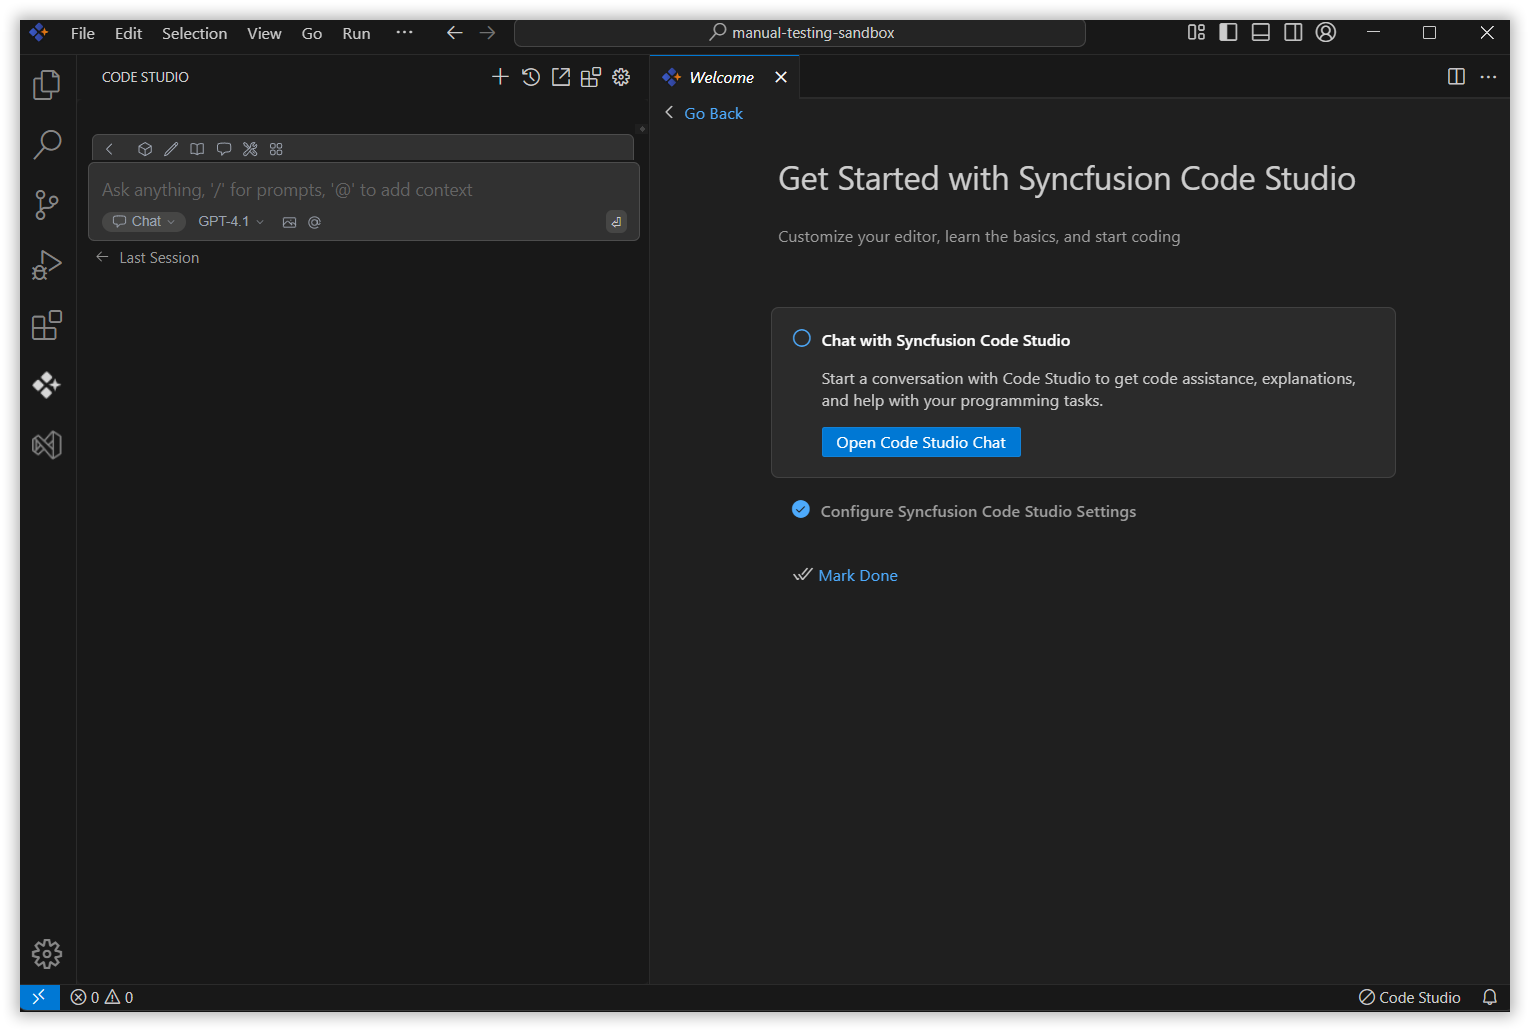 File Edit Selection View Go Run ··· manual-testing-sandbox
CODE STUDIO
Welcome
Go Back
Ask anything, '/' for prompts, '@' to add context
Chat GPT-4.1 @
Last Session
Get Started with Syncfusion Code Studio
Customize your editor, learn the basics, and start coding
Chat with Syncfusion Code Studio
Start a conversation with Code Studio to get code assistance, explanations,
and help with your programming tasks.
Open Code Studio Chat
Configure Syncfusion Code Studio Settings
Mark Done
0 0 Code Studio